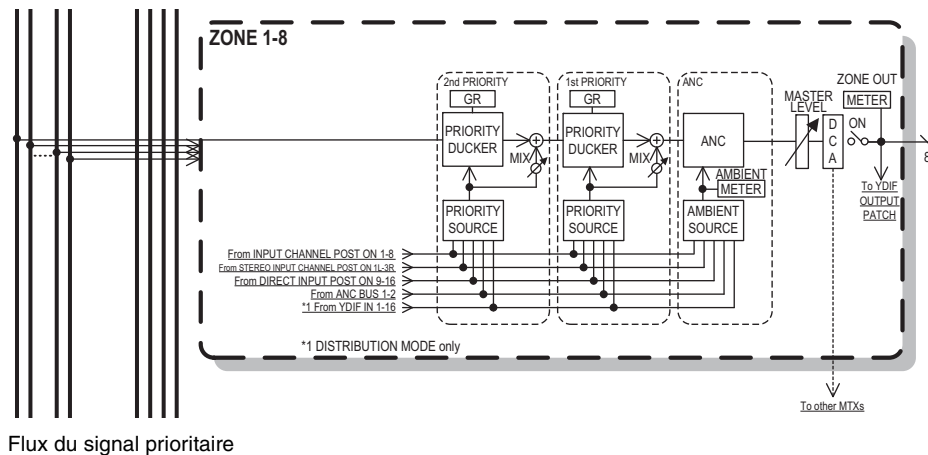 ZONE 1-8
2nd PRIORITY
GR
PRIORITY
DUCKER
MIX
PRIORITY
SOURCE
1st PRIORITY
GR
PRIORITY
DUCKER
MIX
PRIORITY
SOURCE
ANC
ANC
AMBIENT
METER
AMBIENT
SOURCE
MASTER
LEVEL
D
C
A
ON
ZONE OUT
METER
8
To YDIF
OUTPUT
PATCH
From INPUT CHANNEL POST ON 1-8
From STEREO INPUT CHANNEL POST ON 1L-3R
From DIRECT INPUT POST ON 9-16
From ANC BUS 1-2
*1 From YDIF IN 1-16
*1 DISTRIBUTION MODE only
To other MTXs
Flux du signal prioritaire